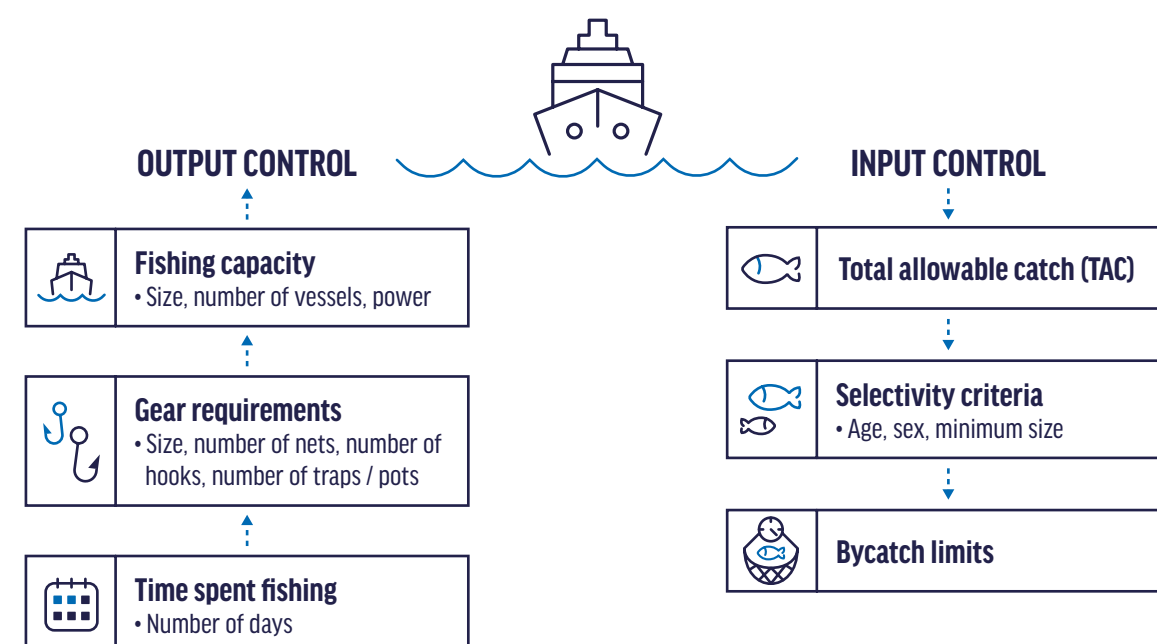 OUTPUT CONTROL
Fishing capacity
• Size, number of vessels, power
Gear requirements
• Size, number of nets, number of
hooks, number of traps / pots
Time spent fishing
• Number of days
INPUT CONTROL
Total allowable catch (TAC)
Selectivity criteria
• Age, sex, minimum size
Bycatch limits